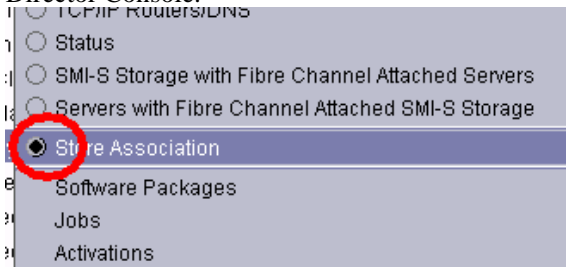 Director Console.
TCP/IP Routers/DNS
Status
SMI-S Storage with Fibre Channel Attached Servers
Servers with Fibre Channel Attached SMI-S Storage
Store Association
Software Packages
Jobs
Activations